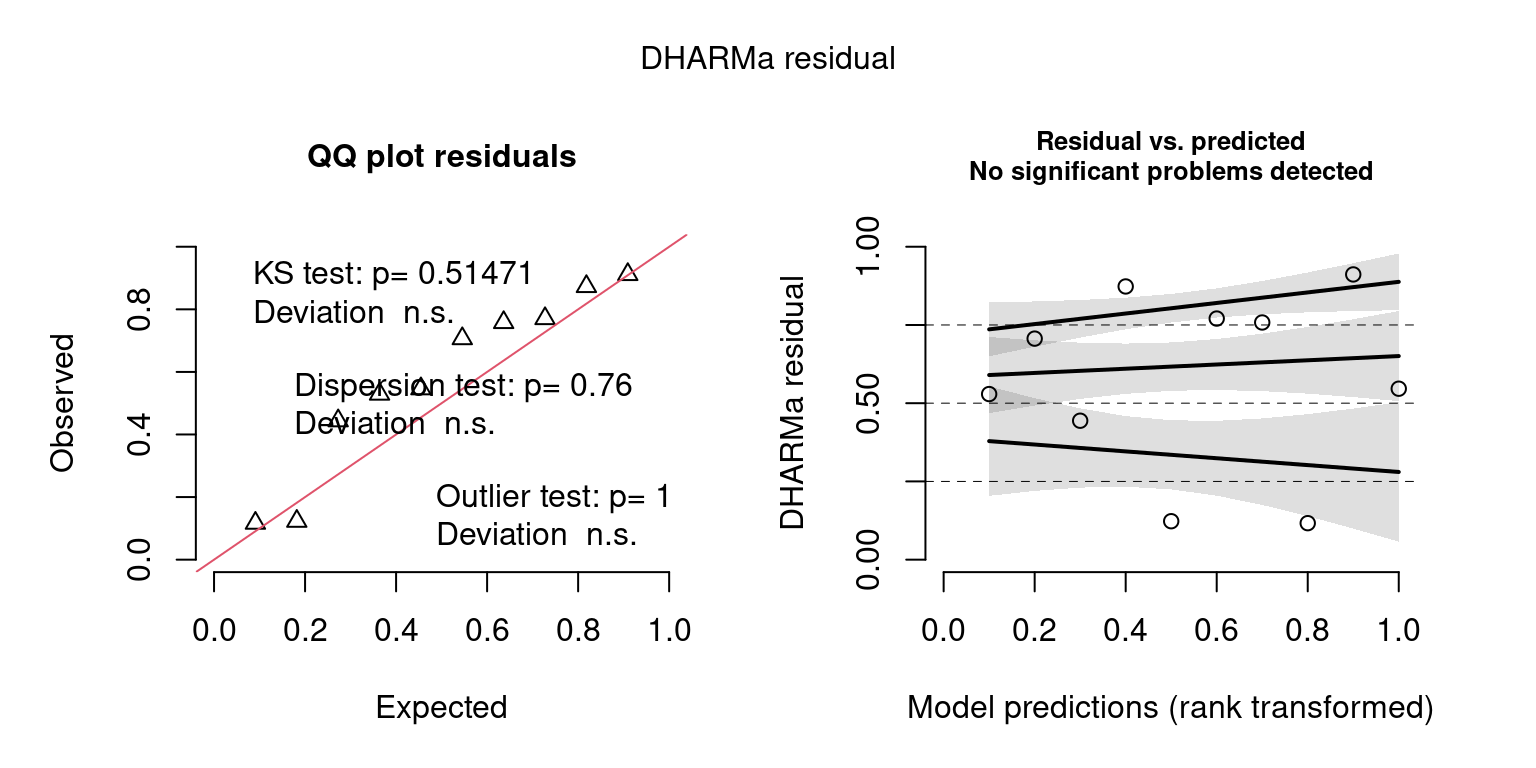 DHARMa residual
QQ plot residuals
KS test: p= 0.51471
Deviation  n.s.
Dispersion test: p= 0.76
Deviation  n.s.
Outlier test: p= 1
Deviation  n.s.
Observed
0.0
0.4
0.8
0.0 0.2 0.4 0.6 0.8 1.0
Expected
Residual vs. predicted
No significant problems detected
DHARMa residual
0.00
0.50
1.00
0.0 0.2 0.4 0.6 0.8 1.0
Model predictions (rank transformed)